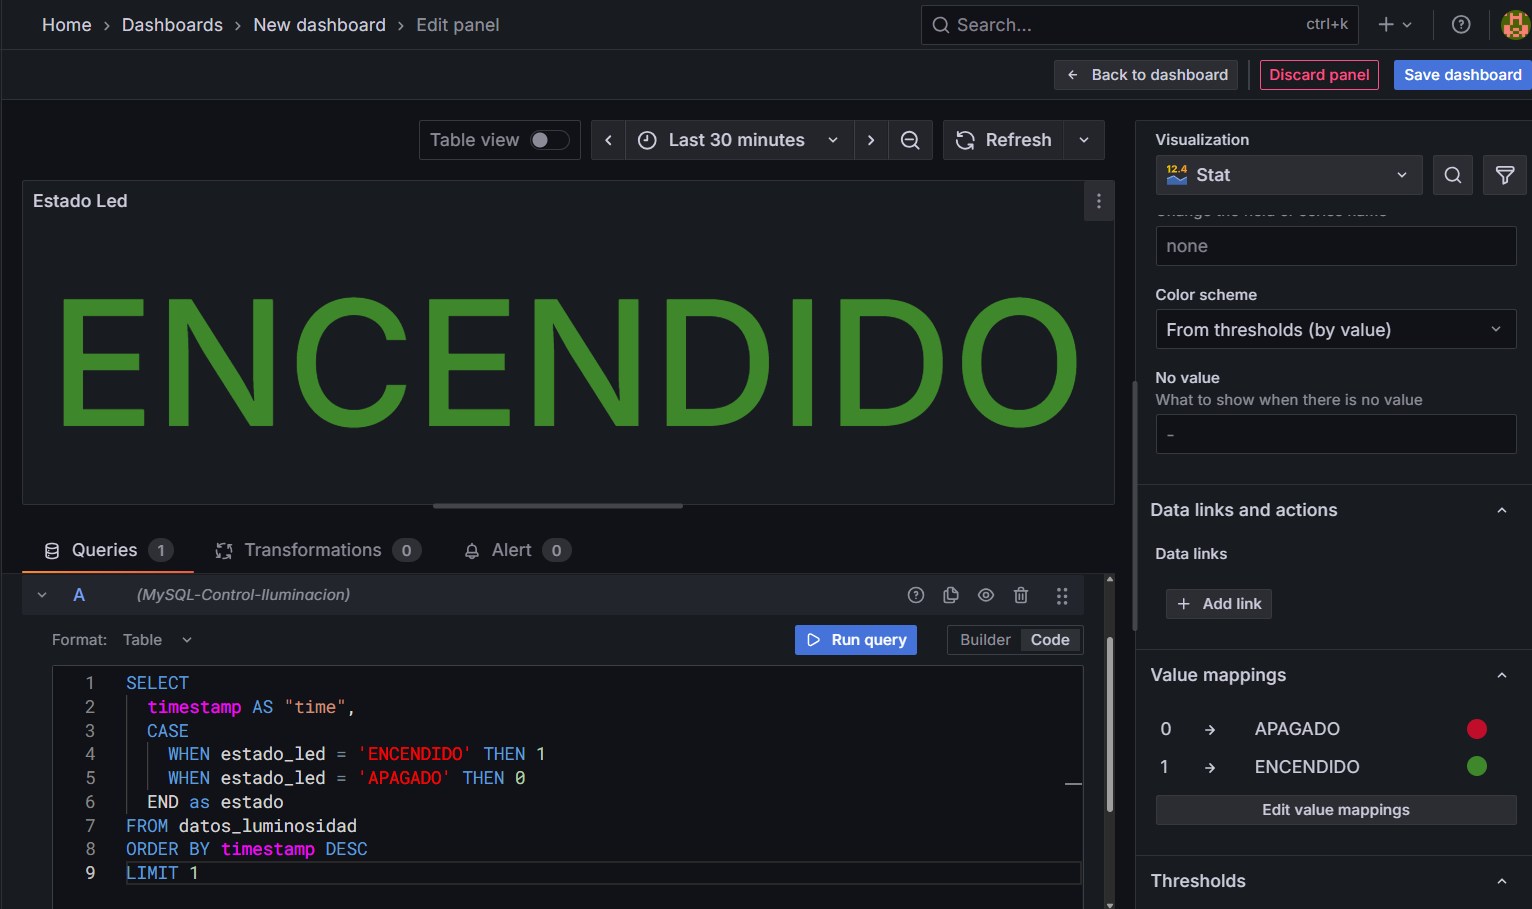 Home › Dashboards › New dashboard › Edit panel
Search... ctrl+k
Back to dashboard
Discard panel
Save dashboard
Table view
Last 30 minutes
Refresh
Estado Led
ENCENDIDO
Queries 1
Transformations 0
Alert 0
A (MySQL-Control-Iluminacion)
Format: Table
Run query
Builder Code
1 SELECT
2 timestamp AS "time",
3 CASE
4 WHEN estado_led = 'ENCENDIDO' THEN 1
5 WHEN estado_led = 'APAGADO' THEN 0
6 END as estado
7 FROM datos_luminosidad
8 ORDER BY timestamp DESC
9 LIMIT 1
Visualization
12.4 Stat
none
Color scheme
From thresholds (by value)
No value
What to show when there is no value
-
Data links and actions
Data links
+ Add link
Value mappings
0 → APAGADO
1 → ENCENDIDO
Edit value mappings
Thresholds